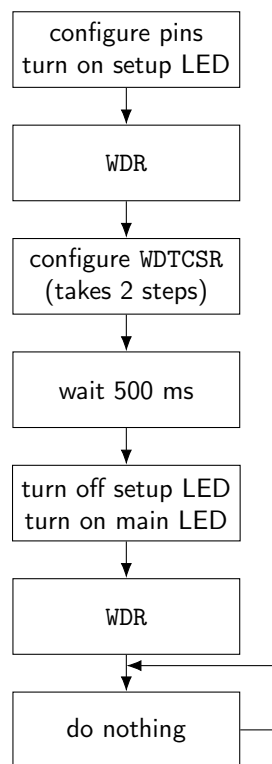 configure pins
turn on setup LED
WDR
configure WDTCSR
(takes 2 steps)
wait 500 ms
turn off setup LED
turn on main LED
WDR
do nothing